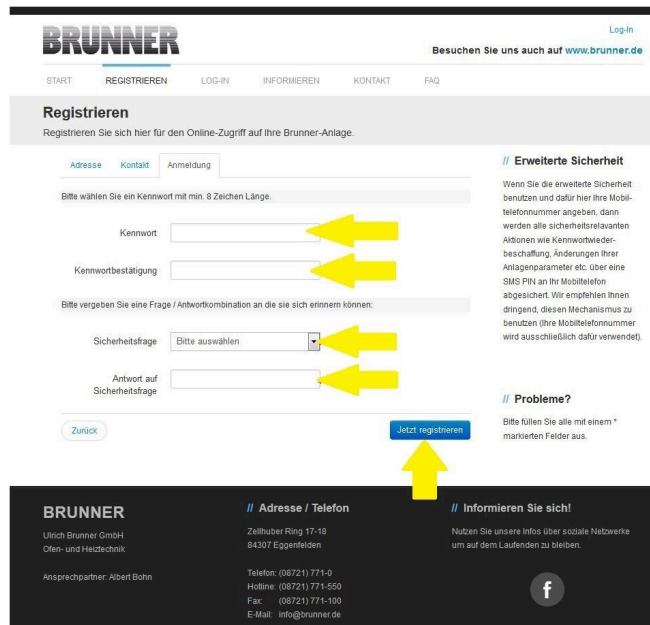 BRUNNER
Log-In
Besuchen Sie uns auch auf www.brunner.de
START REGISTRIEREN LOG-IN INFORMIEREN KONTAKT FAQ
Registrieren
Registrieren Sie sich hier für den Online-Zugriff auf Ihre Brunner-Anlage.
Adresse Kontakt Anmeldung
Bitte wählen Sie ein Kennwort mit min. 8 Zeichen Länge.
Kennwort
Kennwortbestätigung
Bitte vergeben Sie eine Frage / Antwortkombination an die sie sich erinnern können:
Sicherheitsfrage Bitte auswählen
Antwort auf
Sicherheitsfrage
Zurück Jetzt registrieren
// Erweiterte Sicherheit
Wenn Sie die erweiterte Sicherheit
benutzen und dafür hier Ihre Mobil-
telefonnummer angeben, dann
werden alle sicherheitsrelavanten
Aktionen wie Kennwortwieder-
beschaffung, Änderungen Ihrer
Anlagenparameter etc. über eine
SMS PIN an Ihr Mobiltelefon
abgesichert. Wir empfehlen Ihnen
dringend, diesen Mechanismus zu
benutzen (Ihre Mobiltelefonnummer
wird ausschließlich dafür verwendet).
// Probleme?
Bitte füllen Sie alle mit einem *
markierten Felder aus.
BRUNNER
Ulrich Brunner GmbH
Ofen- und Heiztechnik
Ansprechpartner: Albert Bohn
// Adresse / Telefon
Zellhuber Ring 17-18
84307 Eggenfelden
Telefon: (08721) 771-0
Hotline: (08721) 771-550
Fax: (08721) 771-100
E-Mail: info@brunner.de
// Informieren Sie sich!
Nutzen Sie unsere Infos über soziale Netzwerke
um auf dem Laufenden zu bleiben.
f